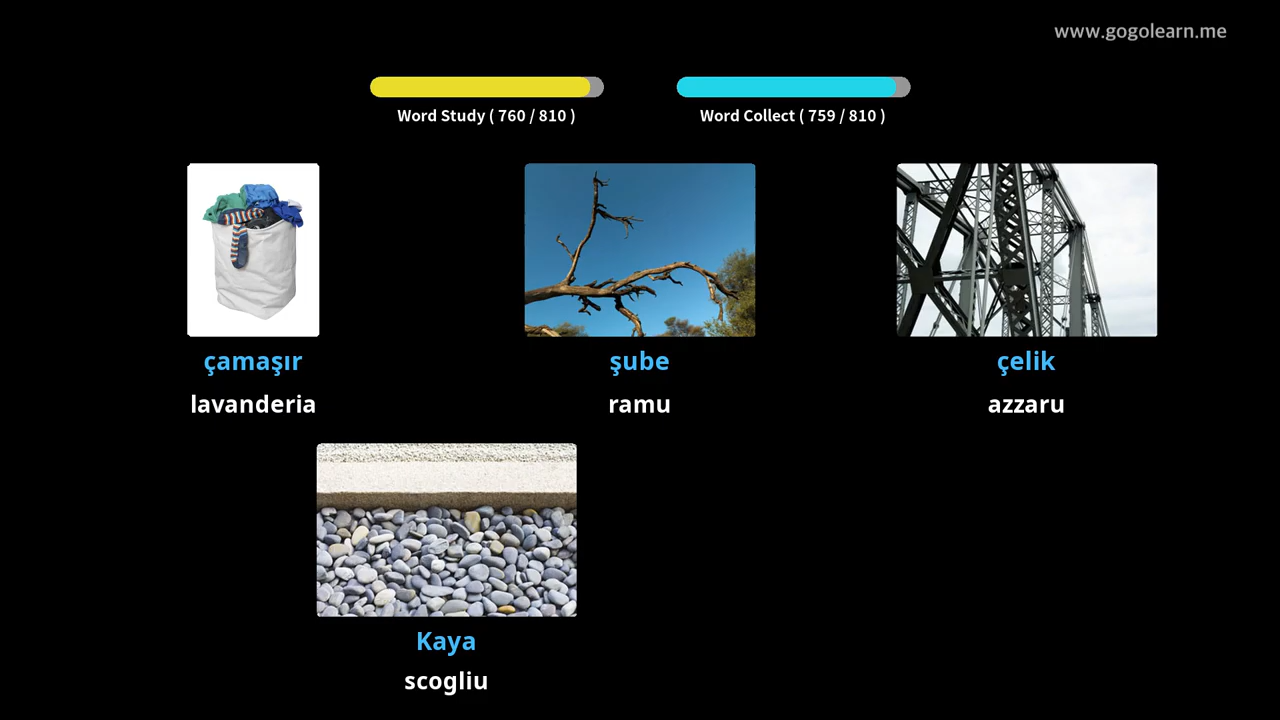 www.gogolearn.me
Word Study ( 760 / 810 )
Word Collect ( 759 / 810 )
çamaşır
lavanderia
şube
ramu
çelik
azzaru
Kaya
scogliu